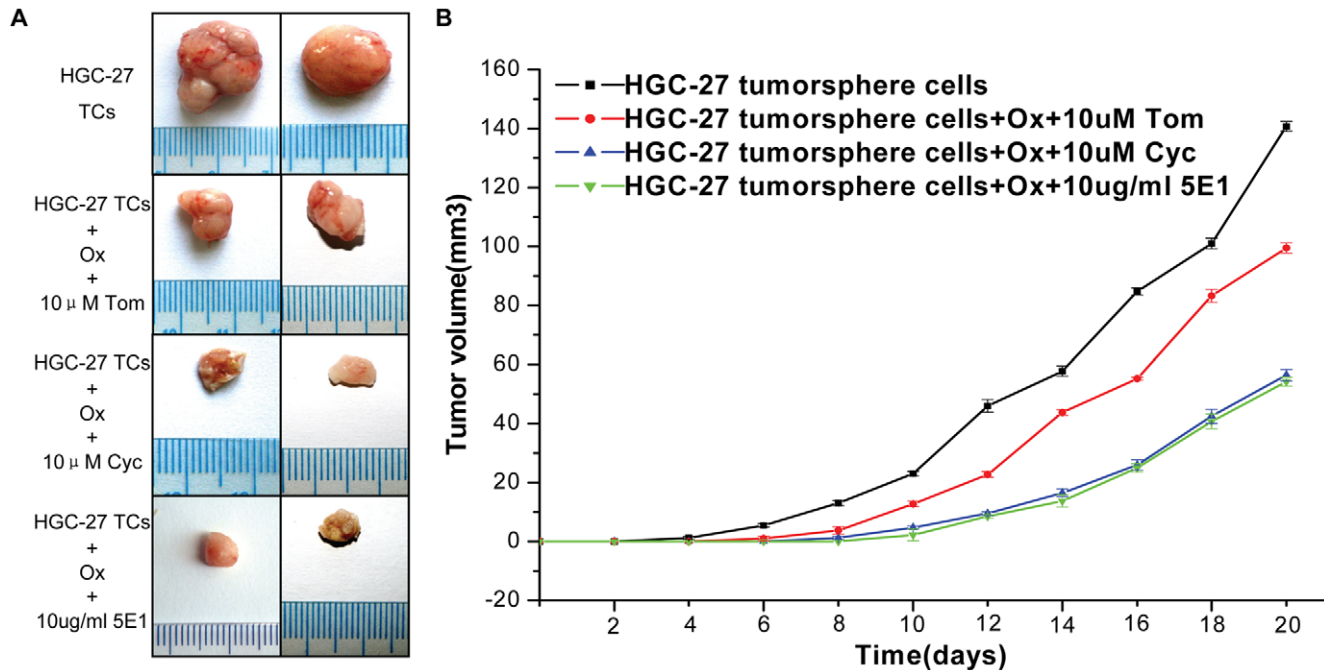 A
HGC-27
TCs
HGC-27 TCs
+
Ox
+
10 μ M Tom
HGC-27 TCs
+
Ox
+
10 μ M Cyc
HGC-27 TCs
+
Ox
+
10ug/ml 5E1
B
HGC-27 tumorsphere cells
HGC-27 tumorsphere cells+Ox+10uM Tom
HGC-27 tumorsphere cells+Ox+10uM Cyc
HGC-27 tumorsphere cells+Ox+10ug/ml 5E1
Tumor volume(mm3)
160
140
120
100
80
60
40
20
0
-20
2 4 6 8 10 12 14 16 18 20
Time(days)